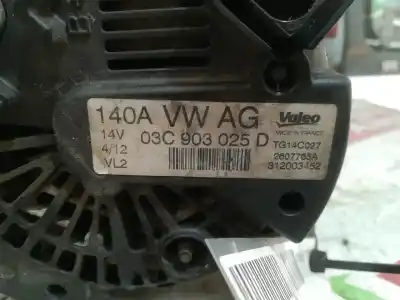 140A VW AG Valeo
MADE IN FRANCE
14V 03C 903 025 D TG14C027
4/12 2607765A
VL2 312003452